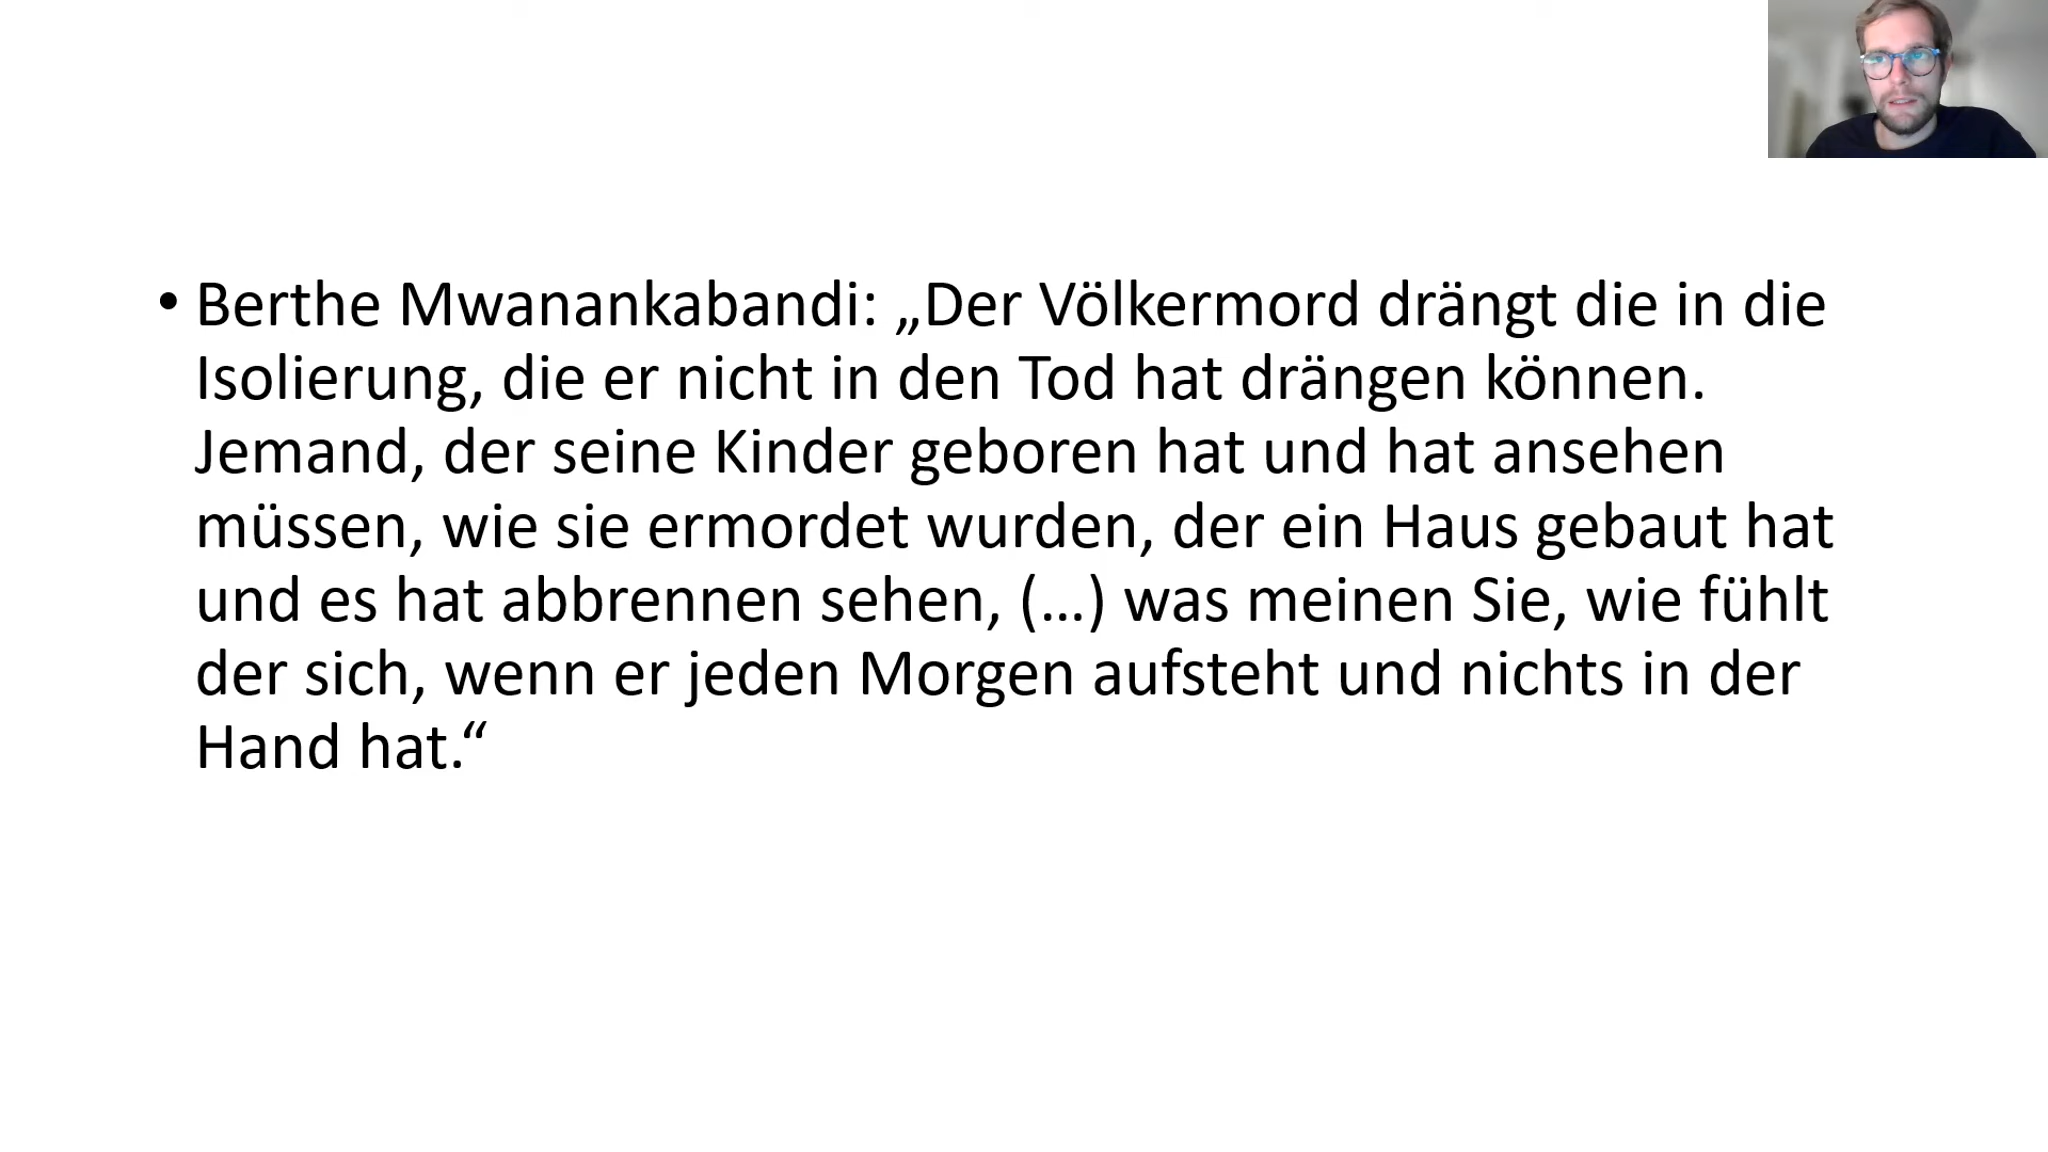 • Berthe Mwanankabandi: „Der Völkermord drängt die in die
Isolierung, die er nicht in den Tod hat drängen können.
Jemand, der seine Kinder geboren hat und hat ansehen
müssen, wie sie ermordet wurden, der ein Haus gebaut hat
und es hat abbrennen sehen, (…) was meinen Sie, wie fühlt
der sich, wenn er jeden Morgen aufsteht und nichts in der
Hand hat.“